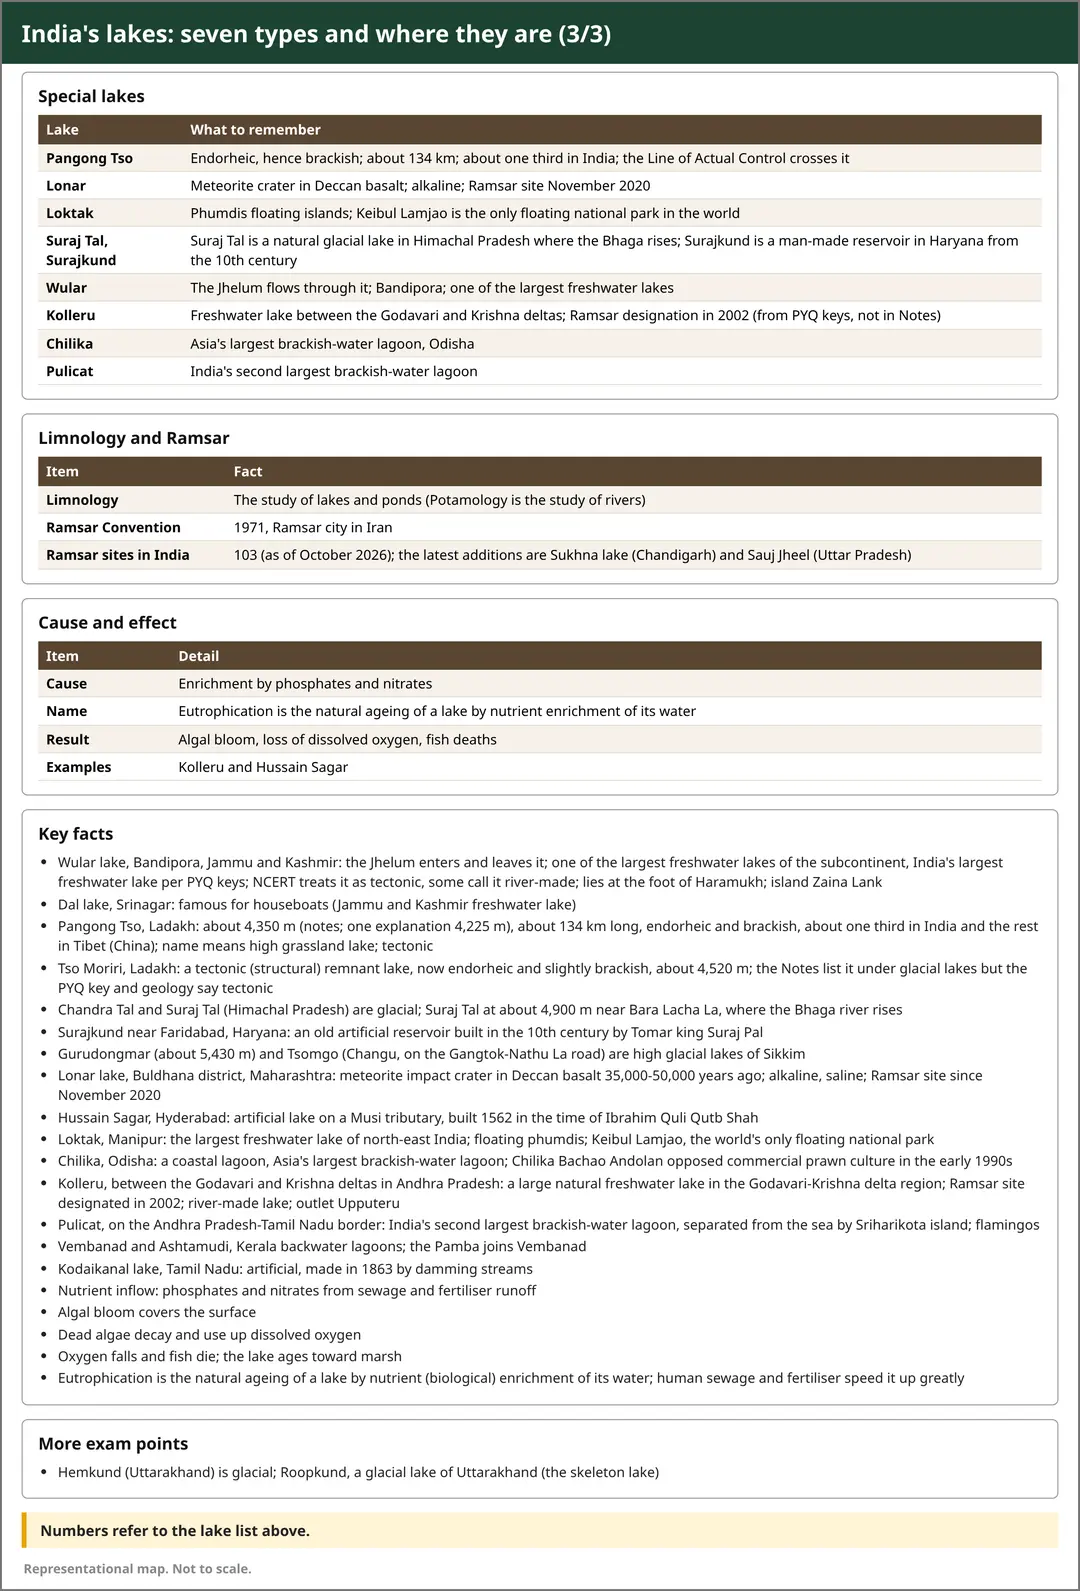 India's lakes: seven types and where they are (3/3)
Special lakes
Lake What to remember
Pangong Tso Endorheic, hence brackish; about 134 km; about one third in India; the Line of Actual Control crosses it
Lonar Meteorite crater in Deccan basalt; alkaline; Ramsar site November 2020
Loktak Phumdis floating islands; Keibul Lamjao is the only floating national park in the world
Suraj Tal, Surajkund Suraj Tal is a natural glacial lake in Himachal Pradesh where the Bhaga rises; Surajkund is a man-made reservoir in Haryana from
the 10th century
Wular The Jhelum flows through it; Bandipora; one of the largest freshwater lakes
Kolleru Freshwater lake between the Godavari and Krishna deltas; Ramsar designation in 2002 (from PYQ keys, not in Notes)
Chilika Asia's largest brackish-water lagoon, Odisha
Pulicat India's second largest brackish-water lagoon
Limnology and Ramsar
Item Fact
Limnology The study of lakes and ponds (Potamology is the study of rivers)
Ramsar Convention 1971, Ramsar city in Iran
Ramsar sites in India 103 (as of October 2026); the latest additions are Sukhna lake (Chandigarh) and Sauj Jheel (Uttar Pradesh)
Cause and effect
Item Detail
Cause Enrichment by phosphates and nitrates
Name Eutrophication is the natural ageing of a lake by nutrient enrichment of its water
Result Algal bloom, loss of dissolved oxygen, fish deaths
Examples Kolleru and Hussain Sagar
Key facts
• Wular lake, Bandipora, Jammu and Kashmir: the Jhelum enters and leaves it; one of the largest freshwater lakes of the subcontinent, India's largest
freshwater lake per PYQ keys; NCERT treats it as tectonic, some call it river-made; lies at the foot of Haramukh; island Zaina Lank
• Dal lake, Srinagar: famous for houseboats (Jammu and Kashmir freshwater lake)
• Pangong Tso, Ladakh: about 4,350 m (notes; one explanation 4,225 m), about 134 km long, endorheic and brackish, about one third in India and the rest
in Tibet (China); name means high grassland lake; tectonic
• Tso Moriri, Ladakh: a tectonic (structural) remnant lake, now endorheic and slightly brackish, about 4,520 m; the Notes list it under glacial lakes but the
PYQ key and geology say tectonic
• Chandra Tal and Suraj Tal (Himachal Pradesh) are glacial; Suraj Tal at about 4,900 m near Bara Lacha La, where the Bhaga river rises
• Surajkund near Faridabad, Haryana: an old artificial reservoir built in the 10th century by Tomar king Suraj Pal
• Gurudongmar (about 5,430 m) and Tsomgo (Changu, on the Gangtok-Nathu La road) are high glacial lakes of Sikkim
• Lonar lake, Buldhana district, Maharashtra: meteorite impact crater in Deccan basalt 35,000-50,000 years ago; alkaline, saline; Ramsar site since
November 2020
• Hussain Sagar, Hyderabad: artificial lake on a Musi tributary, built 1562 in the time of Ibrahim Quli Qutb Shah
• Loktak, Manipur: the largest freshwater lake of north-east India; floating phumdis; Keibul Lamjao, the world's only floating national park
• Chilika, Odisha: a coastal lagoon, Asia's largest brackish-water lagoon; Chilika Bachao Andolan opposed commercial prawn culture in the early 1990s
• Kolleru, between the Godavari and Krishna deltas in Andhra Pradesh: a large natural freshwater lake in the Godavari-Krishna delta region; Ramsar site
designated in 2002; river-made lake; outlet Upputeru
• Pulicat, on the Andhra Pradesh-Tamil Nadu border: India's second largest brackish-water lagoon, separated from the sea by Sriharikota island; flamingos
• Vembanad and Ashtamudi, Kerala backwater lagoons; the Pamba joins Vembanad
• Kodaikanal lake, Tamil Nadu: artificial, made in 1863 by damming streams
• Nutrient inflow: phosphates and nitrates from sewage and fertiliser runoff
• Algal bloom covers the surface
• Dead algae decay and use up dissolved oxygen
• Oxygen falls and fish die; the lake ages toward marsh
• Eutrophication is the natural ageing of a lake by nutrient (biological) enrichment of its water; human sewage and fertiliser speed it up greatly
More exam points
• Hemkund (Uttarakhand) is glacial; Roopkund, a glacial lake of Uttarakhand (the skeleton lake)
Numbers refer to the lake list above.
Representational map. Not to scale.